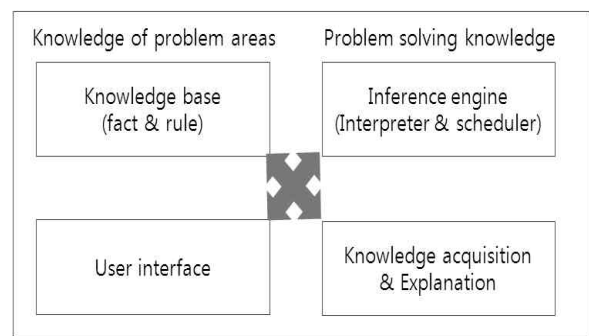 Knowledge of problem areas
Problem solving knowledge
Knowledge base
(fact & rule)
Inference engine
(Interpreter & scheduler)
User interface
Knowledge acquisition
& Explanation